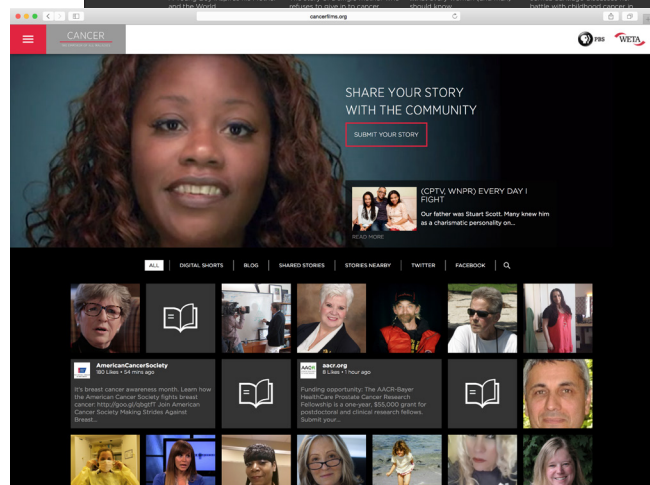 and the World
refuses to give in to cancer
should know
battle with childhood cancer in
cancerfilms.org
CANCER
PBS
WETA
SHARE YOUR STORY
WITH THE COMMUNITY
SUBMIT YOUR STORY
(CPTV, WNPR) EVERY DAY I
FIGHT
Our father was Stuart Scott. Many knew him
as a charismatic personality on...
READ MORE
ALL
DIGITAL SHORTS
BLOG
SHARED STORIES
STORIES NEARBY
TWITTER
FACEBOOK
AmericanCancerSociety
180 Likes • 54 mins ago
It's breast cancer awareness month. Learn how
the American Cancer Society fights breast
cancer: http://goo.gl/qbgtfT Join American
Cancer Society Making Strides Against
Breast...
AACR
aacr.org
8 Likes • 1 hour ago
Funding opportunity: The AACR-Bayer
HealthCare Prostate Cancer Research
Fellowship is a one-year, $55,000 grant for
postdoctoral and clinical research fellows.
Submit your...